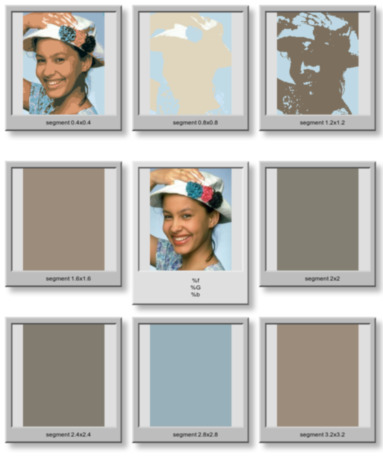 segment 0.4x0.4
segment 0.8x0.8
segment 1.2x1.2
segment 1.6x1.6
%f
%G
%b
segment 2x2
segment 2.4x2.4
segment 2.8x2.8
segment 3.2x3.2